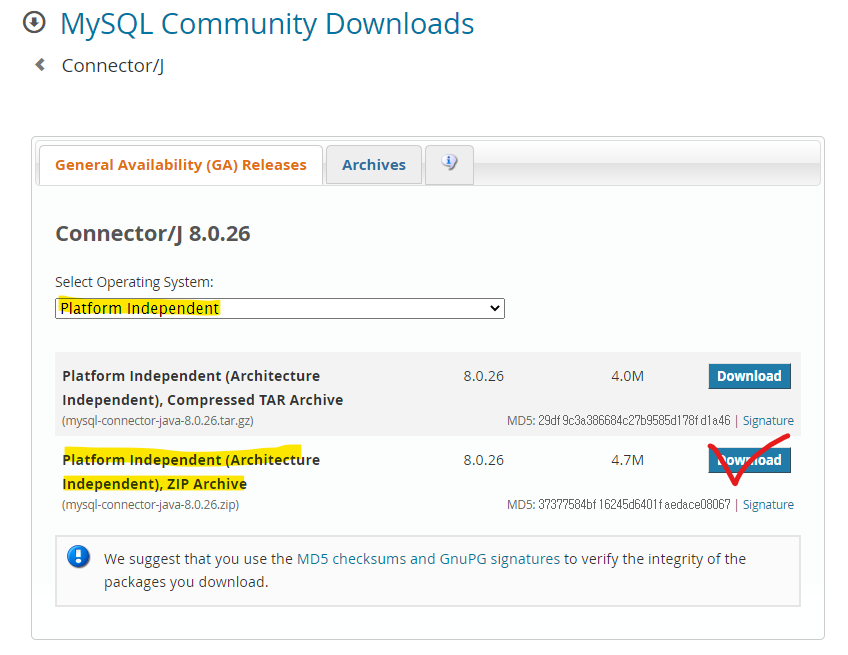 MySQL Community Downloads
Connector/J
General Availability (GA) Releases
Archives
Connector/J 8.0.26
Select Operating System:
Platform Independent
Platform Independent (Architecture
Independent), Compressed TAR Archive
8.0.26
4.0M
Download
(mysql-connector-java-8.0.26.tar.gz)
MD5: 29df9c3a386684c27b9585d178fd1a46 | Signature
Platform Independent (Architecture
Independent), ZIP Archive
8.0.26
4.7M
Download
(mysql-connector-java-8.0.26.zip)
MD5: 37377584bf16245d6401faedace08067 | Signature
We suggest that you use the MD5 checksums and GnuPG signatures to verify the integrity of the
packages you download.